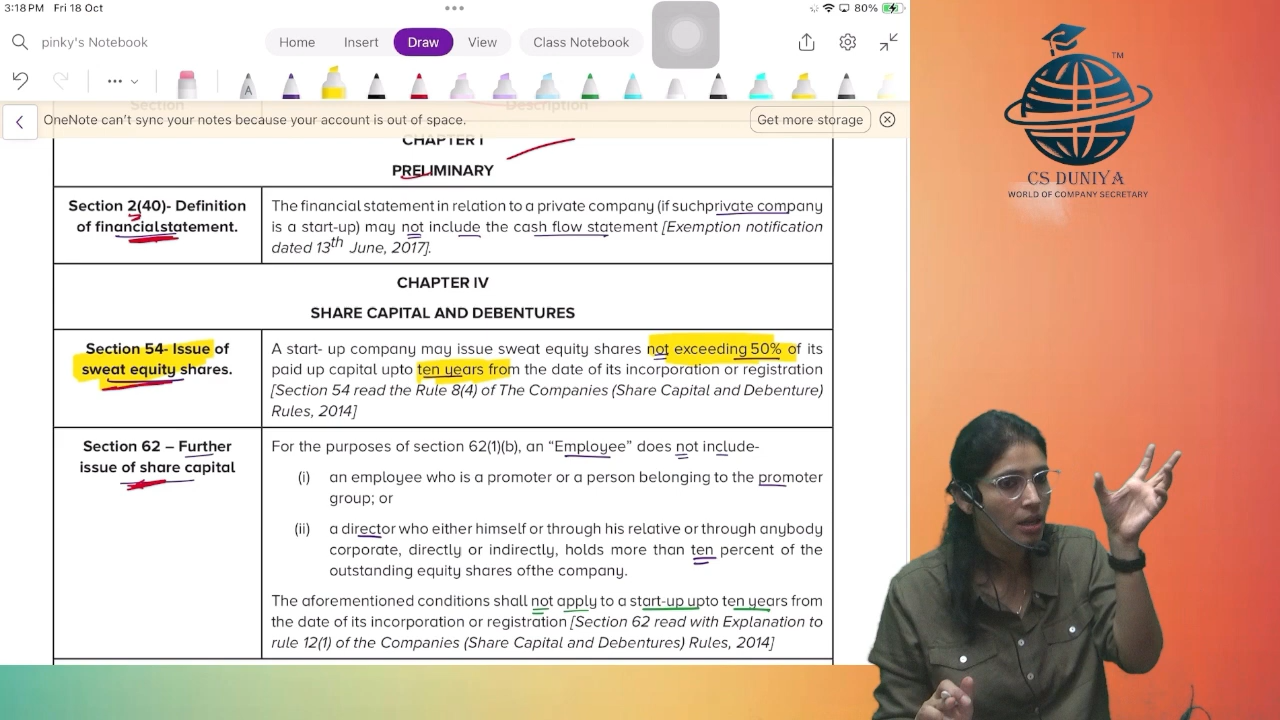 3:18PM Fri 18 Oct
80%
pinky's Notebook
Home Insert Draw View Class Notebook
A
Section Description
OneNote can't sync your notes because your account is out of space. Get more storage
CHAPTER I
PRELIMINARY
Section 2(40)- Definition
of financialstatement.
The financial statement in relation to a private company (if suchprivate company
is a start-up) may not include the cash flow statement [Exemption notification
dated 13th June, 2017].
CHAPTER IV
SHARE CAPITAL AND DEBENTURES
Section 54- Issue of
sweat equity shares.
A start- up company may issue sweat equity shares not exceeding 50% of its
paid up capital upto ten years from the date of its incorporation or registration
[Section 54 read the Rule 8(4) of The Companies (Share Capital and Debenture)
Rules, 2014]
Section 62 – Further
issue of share capital
For the purposes of section 62(1)(b), an “Employee” does not include-
(i) an employee who is a promoter or a person belonging to the promoter
group; or
(ii) a director who either himself or through his relative or through anybody
corporate, directly or indirectly, holds more than ten percent of the
outstanding equity shares ofthe company.
The aforementioned conditions shall not apply to a start-up upto ten years from
the date of its incorporation or registration [Section 62 read with Explanation to
rule 12(1) of the Companies (Share Capital and Debentures) Rules, 2014]
TM
CS DUNIYA
WORLD OF COMPANY SECRETARY